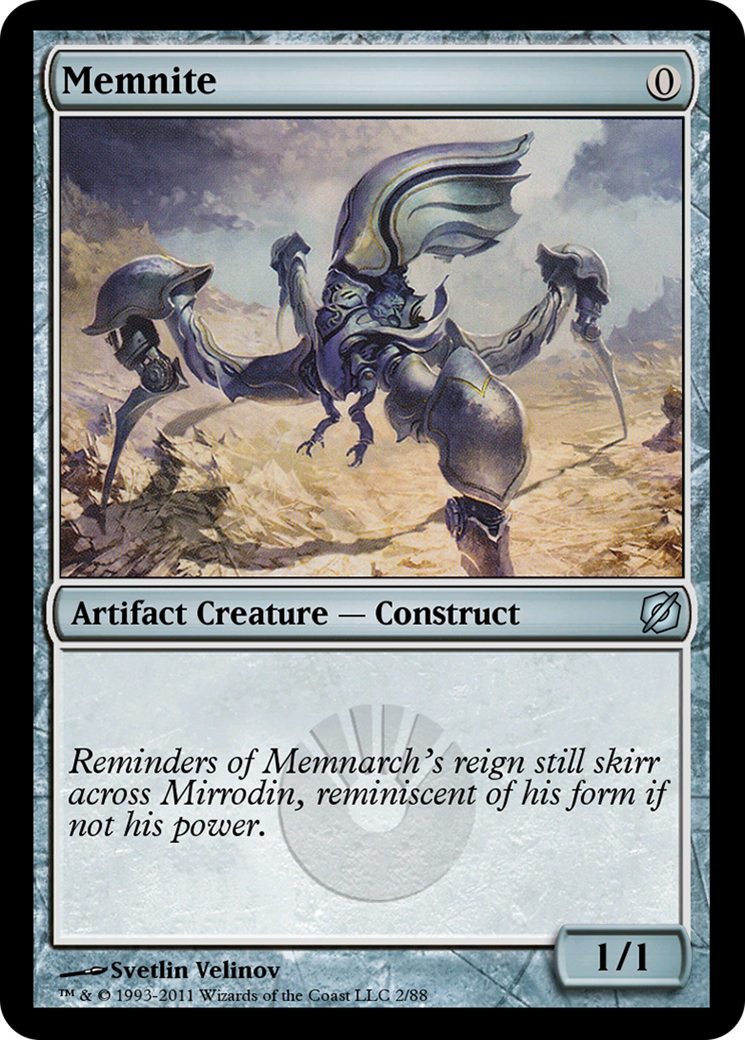 Memnite 0
Artifact Creature — Construct
Reminders of Memnarch's reign still skirr
across Mirrodin, reminiscent of his form if
not his power.
1/1
Svetlin Velinov
™ & © 1993-2011 Wizards of the Coast LLC 2/88